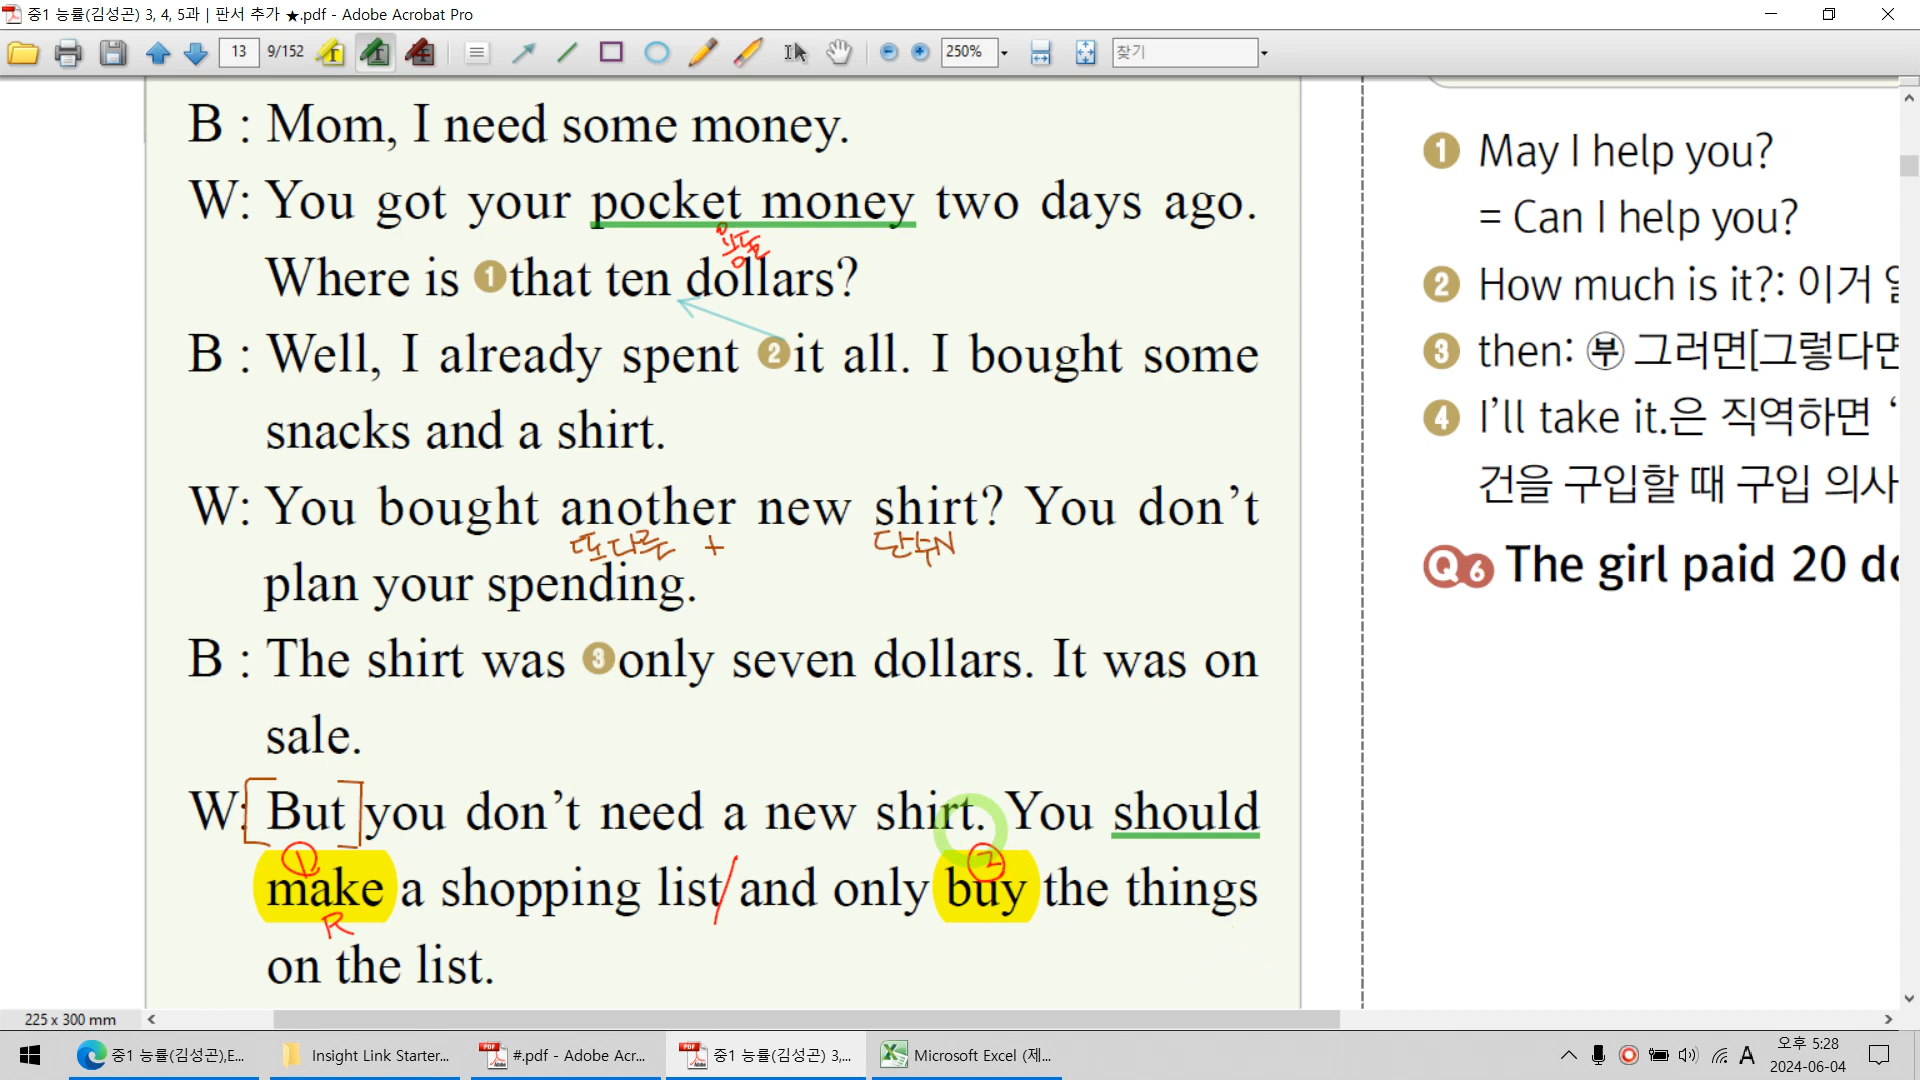 중1 능률(김성곤) 3, 4, 5과 | 판서 추가 ★.pdf - Adobe Acrobat Pro
13 9/152 250% 찾기
B : Mom, I need some money.
W: You got your pocket money two days ago.
용돈
Where is ❶that ten dollars?
B : Well, I already spent ❷it all. I bought some
snacks and a shirt.
W: You bought another new shirt? You don't
또다른 + 단수N
plan your spending.
B : The shirt was ❸only seven dollars. It was on
sale.
W: [But] you don't need a new shirt. You should
① ②
make a shopping list / and only buy the things
R
on the list.
❶ May I help you?
= Can I help you?
❷ How much is it?: 이거
❸ then: ㉾ 그러면[그렇다면
❹ I'll take it.은 직역하면 ‘
건을 구입할 때 구입 의사
Q6 The girl paid 20 do
225 x 300 mm
중1 능률(김성곤),E...
Insight Link Starter...
#.pdf - Adobe Acr...
중1 능률(김성곤) 3,...
Microsoft Excel (제...
A
오후 5:28
2024-06-04